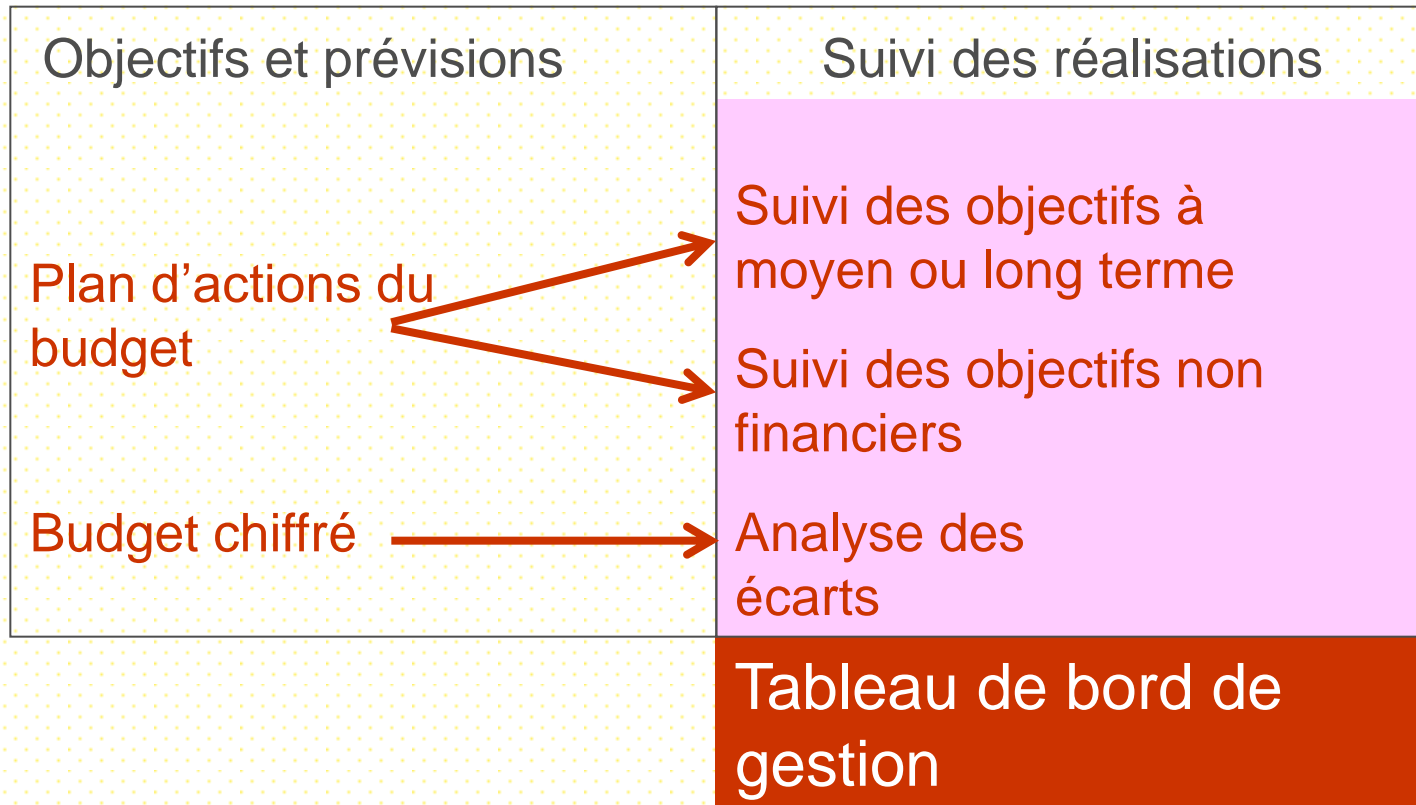 Objectifs et prévisions
Suivi des réalisations
Plan d’actions du
budget
Suivi des objectifs à
moyen ou long terme
Suivi des objectifs non
financiers
Budget chiffré
Analyse des
écarts
Tableau de bord de
gestion